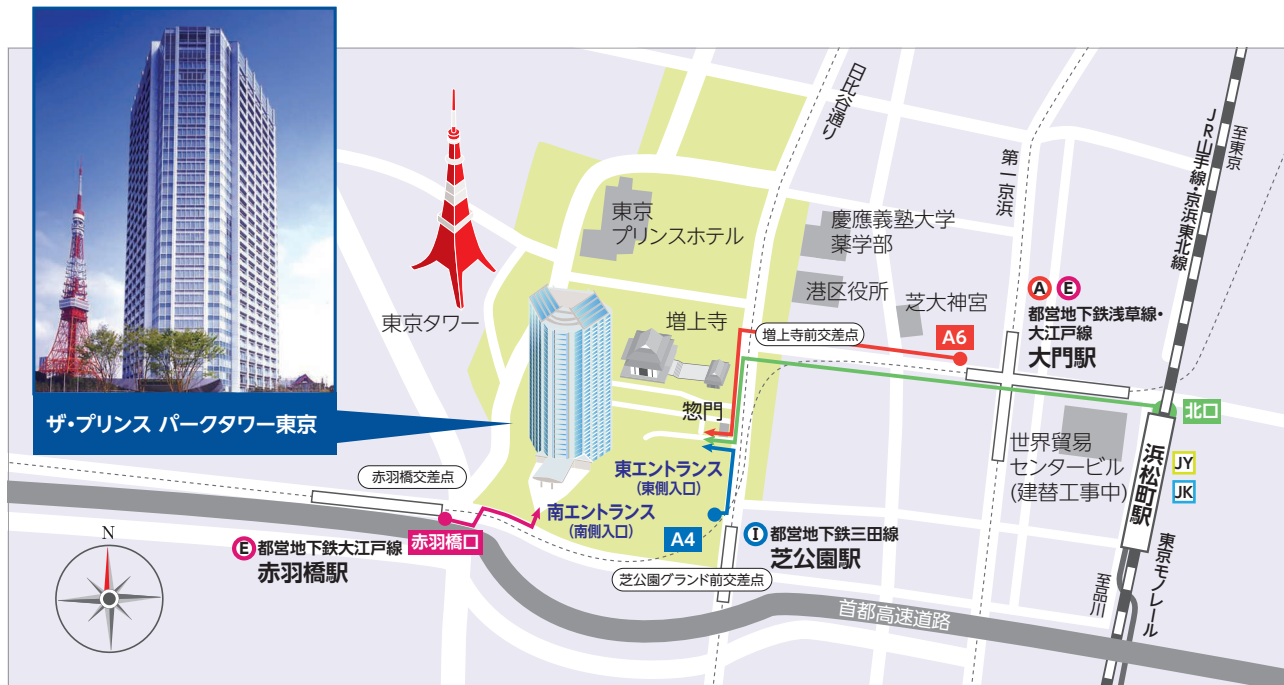 ザ・プリンス パークタワー東京
東京タワー
東京
プリンスホテル
増上寺
惣門
日比谷通り
慶應義塾大学
薬学部
港区役所
芝大神宮
増上寺前交差点
A6
第一京浜
A E
都営地下鉄浅草線・
大江戸線
大門駅
JR山手線・京浜東北線
至東京
北口
世界貿易
センタービル
(建替工事中)
浜松町駅
JY
JK
東京モノレール
至品川
東エントランス
(東側入口)
南エントランス
(南側入口)
A4
I 都営地下鉄三田線
芝公園駅
芝公園グランド前交差点
赤羽橋交差点
赤羽橋口
E 都営地下鉄大江戸線
赤羽橋駅
首都高速道路
N